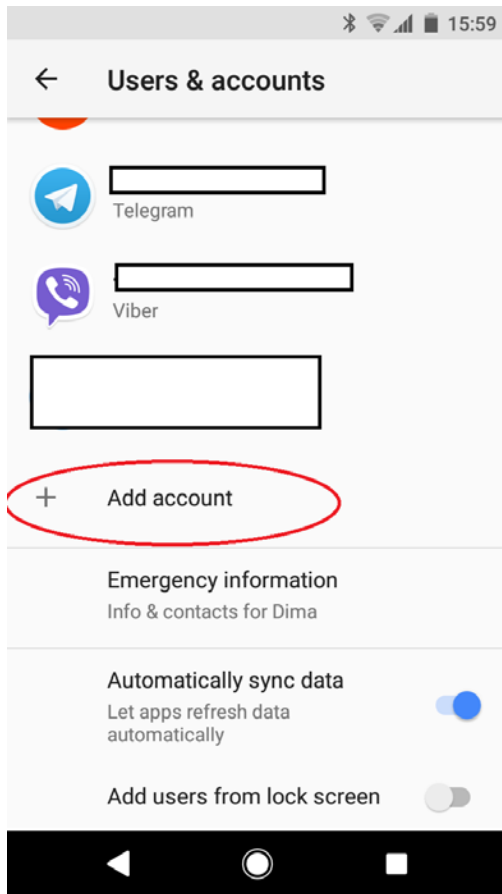 15:59
Users & accounts
Telegram
Viber
Add account
Emergency information
Info & contacts for Dima
Automatically sync data
Let apps refresh data
automatically
Add users from lock screen